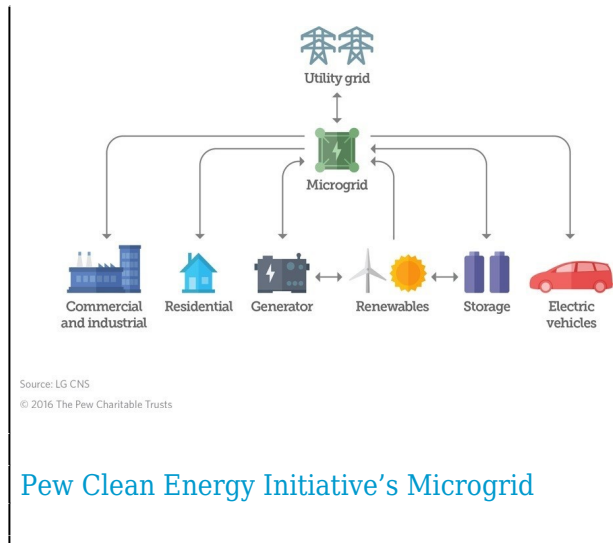 Utility grid
Microgrid
Commercial
and industrial
Residential
Generator
Renewables
Storage
Electric
vehicles
Source: LG CNS
© 2016 The Pew Charitable Trusts
Pew Clean Energy Initiative’s Microgrid